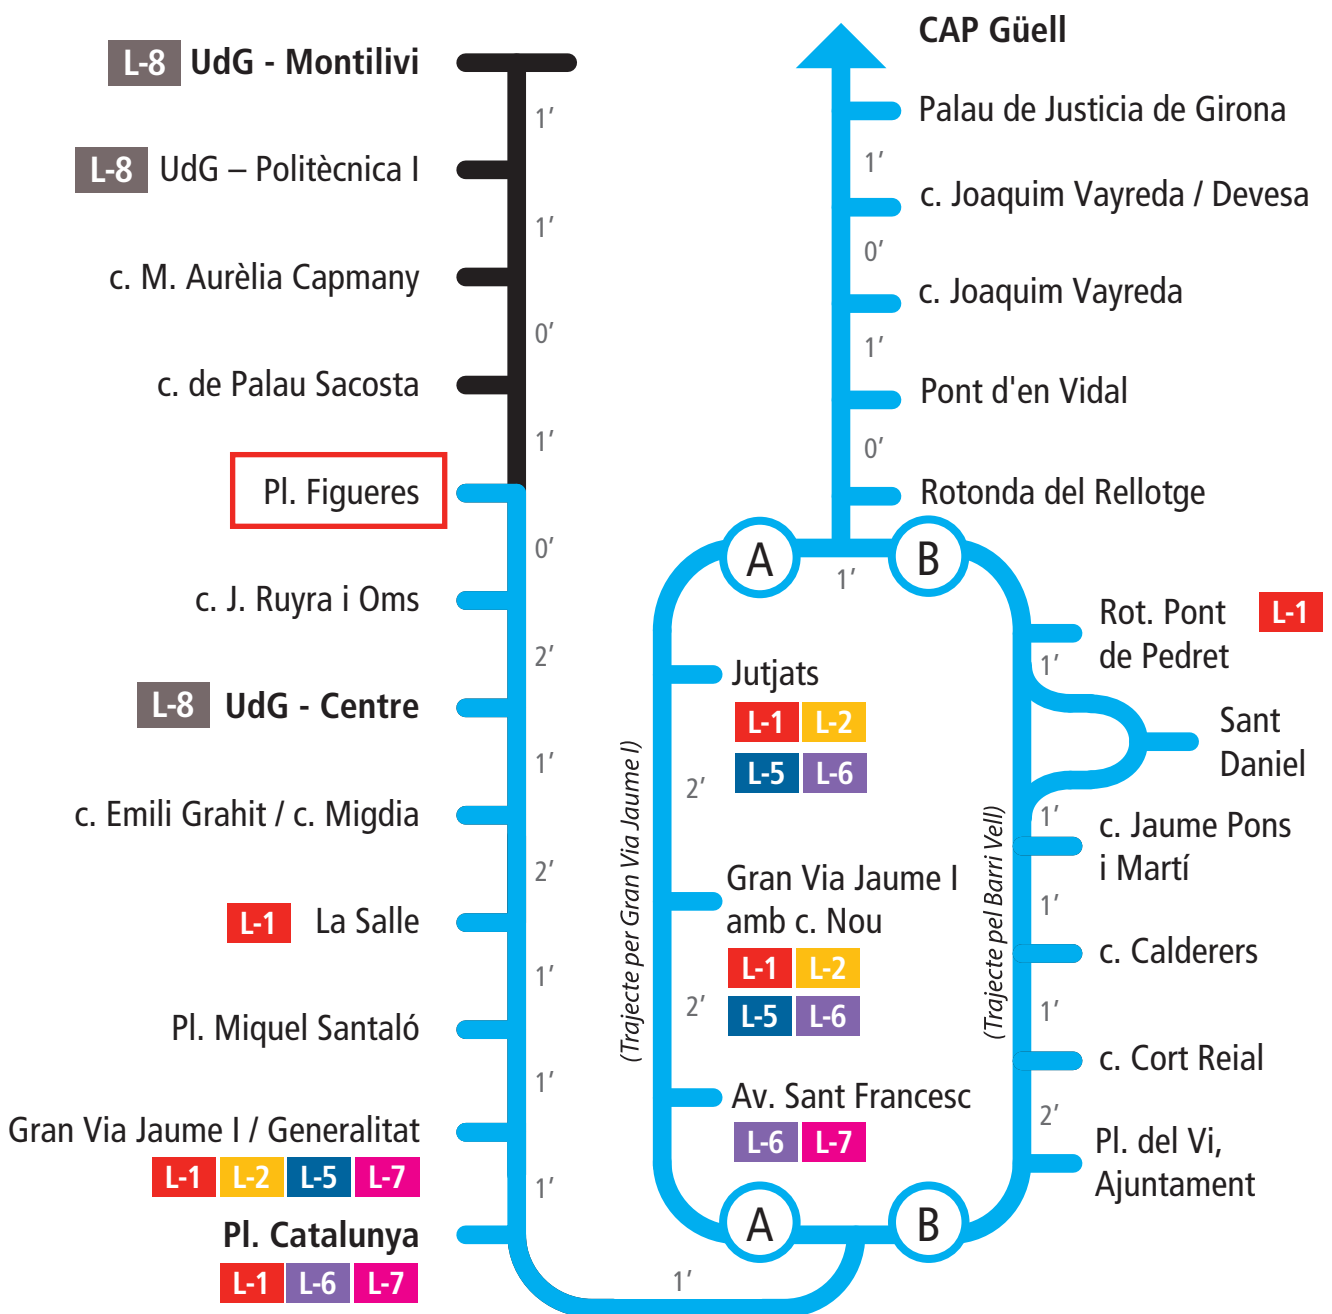 L-8 UdG - Montilivi
1’
L-8 UdG – Politècnica I
1’
c. M. Aurèlia Capmany
0’
c. de Palau Sacosta
1’
Pl. Figueres
0’
c. J. Ruyra i Oms
2’
L-8 UdG - Centre
1’
c. Emili Grahit / c. Migdia
2’
L-1 La Salle
1’
Pl. Miquel Santaló
1’
Gran Via Jaume I / Generalitat
L-1 L-2 L-5 L-7
1’
Pl. Catalunya
L-1 L-6 L-7
1’
CAP Güell
Palau de Justicia de Girona
1’
c. Joaquim Vayreda / Devesa
0’
c. Joaquim Vayreda
1’
Pont d'en Vidal
0’
Rotonda del Rellotge
1’
A
(Trajecte per Gran Via Jaume I)
Jutjats
L-1 L-2
L-5 L-6
2’
Gran Via Jaume I
amb c. Nou
L-1 L-2
L-5 L-6
2’
Av. Sant Francesc
L-6 L-7
A
B
(Trajecte pel Barri Vell)
Rot. Pont L-1
de Pedret
1’
Sant
Daniel
1’
c. Jaume Pons
i Martí
1’
c. Calderers
1’
c. Cort Reial
2’
Pl. del Vi,
Ajuntament
B